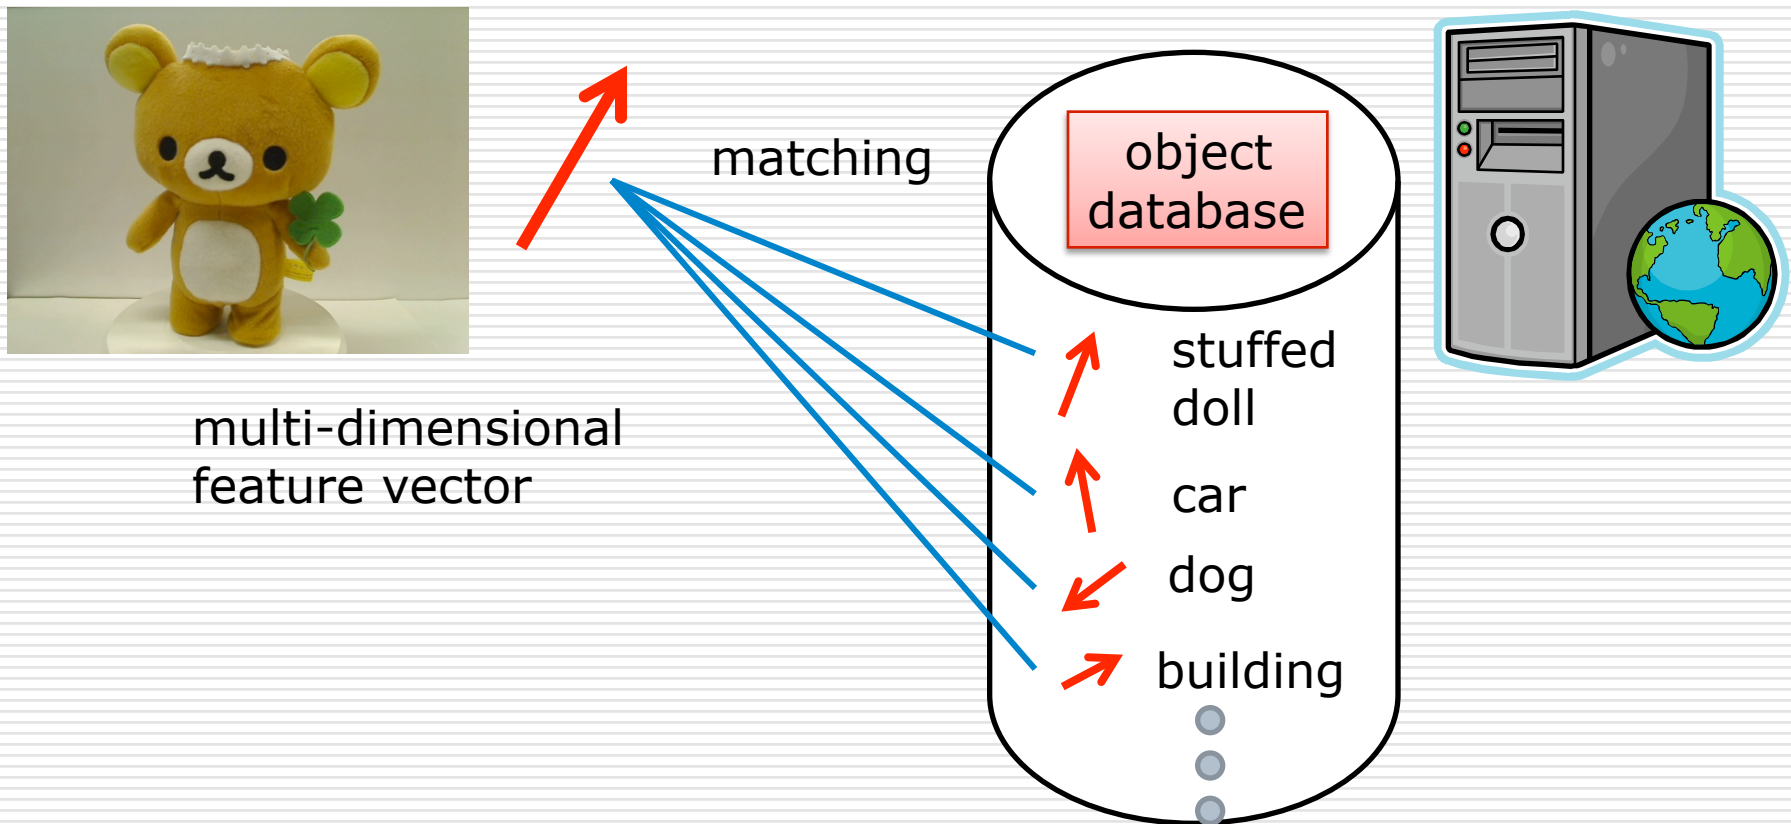 matching
object
database
stuffed
doll
multi-dimensional
feature vector
car
dog
building